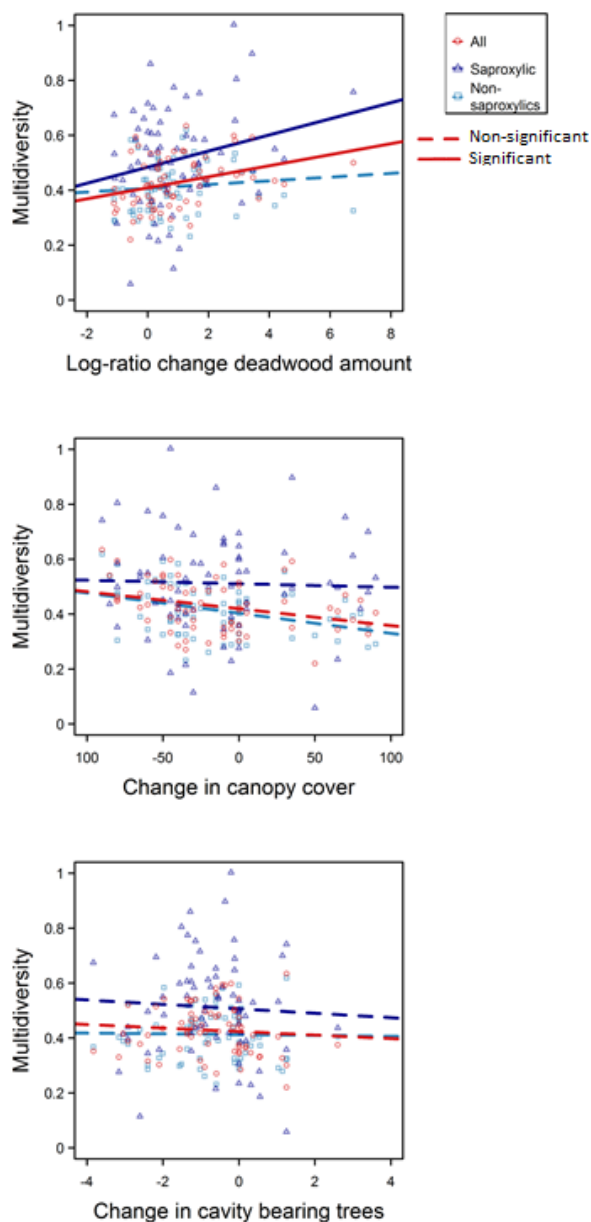 1
0.8
0.6
0.4
0.2
0
Multidiversity
-2
0
2
4
6
8
Log-ratio change deadwood amount
All
Saproxylic
Non-
saproxylics
Non-significant
Significant
1
0.8
0.6
0.4
0.2
0
Multidiversity
100
-50
0
50
100
Change in canopy cover
1
0.8
0.6
0.4
0.2
0
Multidiversity
-4
-2
0
2
4
Change in cavity bearing trees